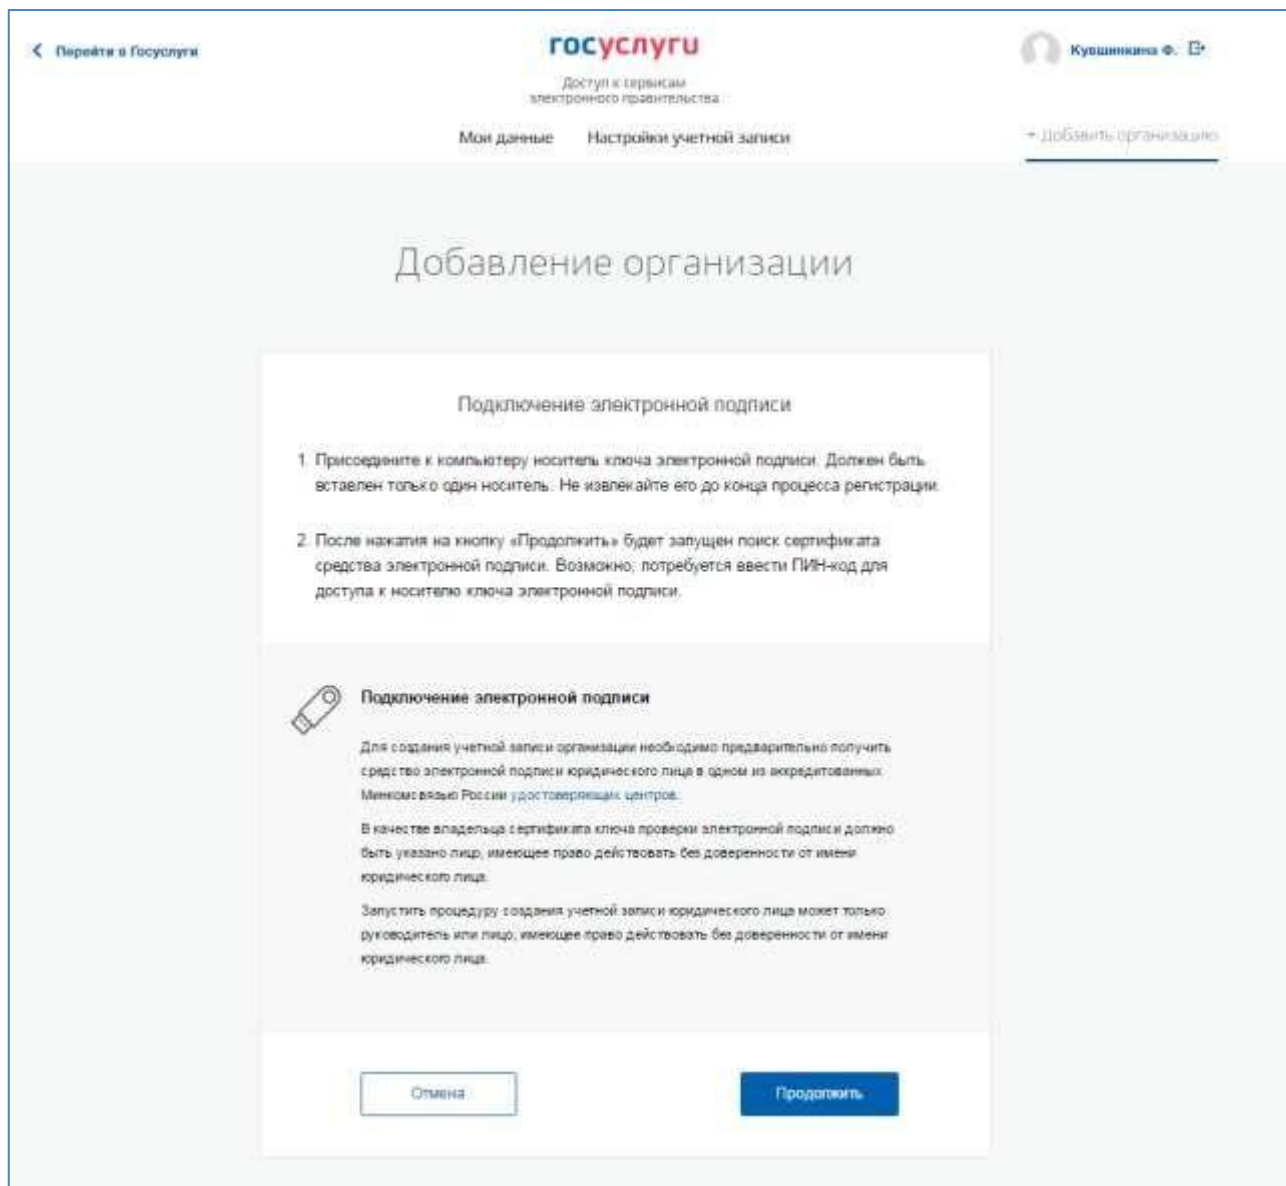 Перейти в Госуслуги
госуслуги
Кувшинкина Ф.
Доступ к сервисам
электронного правительства
Мои данные Настройки учетной записи
+ Добавить организацию
Добавление организации
Подключение электронной подписи
1. Присоедините к компьютеру носитель ключа электронной подписи. Должен быть
вставлен только один носитель. Не извлекайте его до конца процесса регистрации.
2. После нажатия на кнопку «Продолжить» будет запущен поиск сертификата
средства электронной подписи. Возможно, потребуется ввести ПИН-код для
доступа к носителю ключа электронной подписи.
Подключение электронной подписи
Для создания учетной записи организации необходимо предварительно получить
средство электронной подписи юридического лица в одном из аккредитованных
Минкомсвязью России удостоверяющих центров.
В качестве владельца сертификата ключа проверки электронной подписи должно
быть указано лицо, имеющее право действовать без доверенности от имени
юридического лица.
Запустить процедуру создания учетной записи юридического лица может только
руководитель или лицо, имеющее право действовать без доверенности от имени
юридического лица.
Отмена
Продолжить